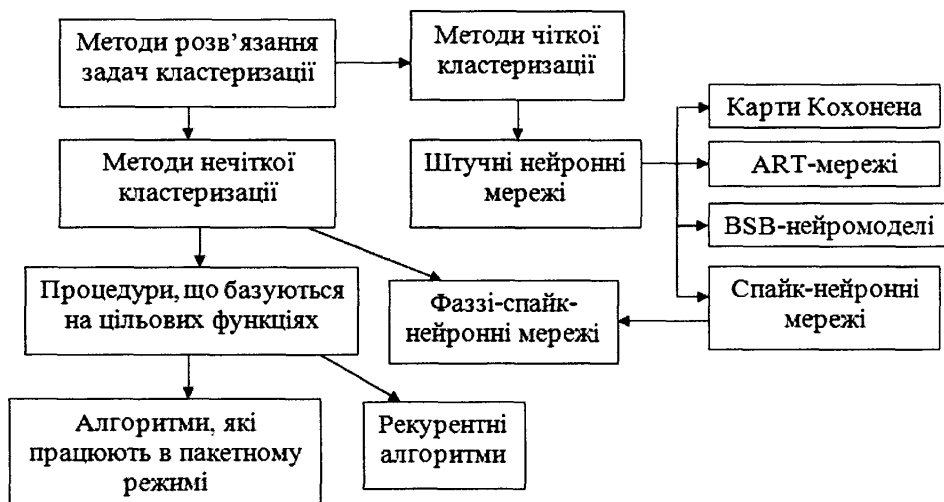 Методи розв’язання
задач кластеризації
Методи чіткої
кластеризації
Карти Кохонена
Методи нечіткої
кластеризації
Штучні нейронні
мережі
ART-мережі
BSB-нейромоделі
Процедури, що базуються
на цільових функціях
Фаззі-спайк-
нейронні мережі
Спайк-нейронні
мережі
Алгоритми, які
працюють в пакетному
режимі
Рекурентні
алгоритми